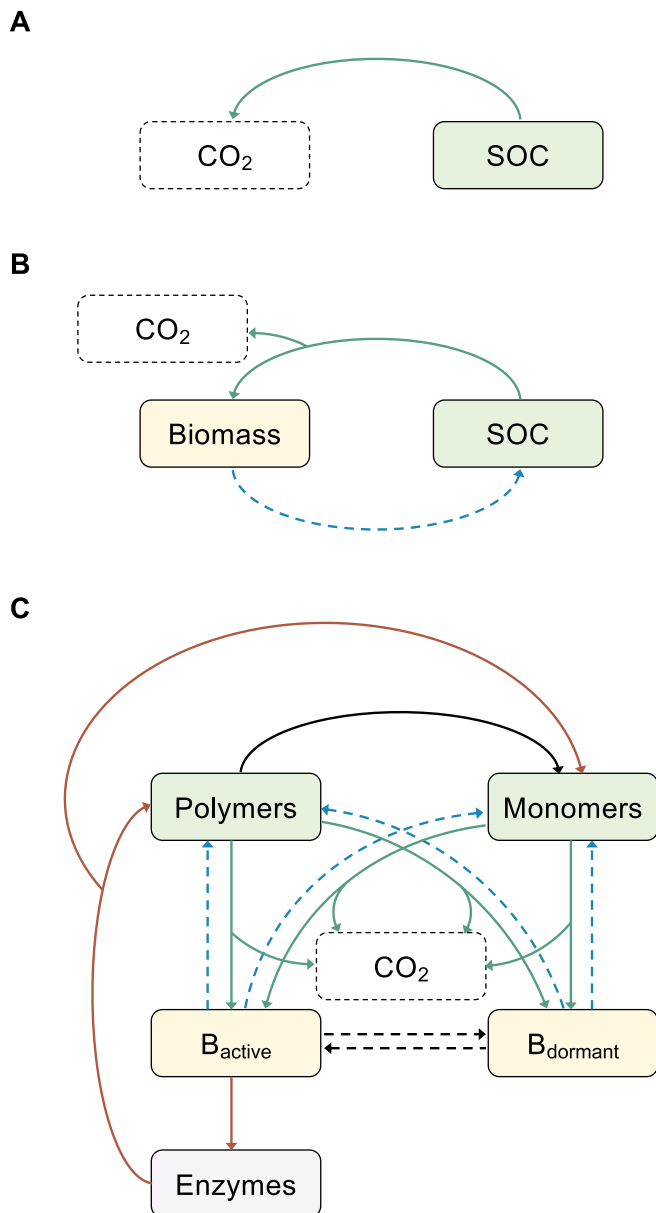 A
CO₂
SOC
B
CO₂
Biomass
SOC
C
Polymers
Monomers
CO₂
Bactive
Bdormant
Enzymes